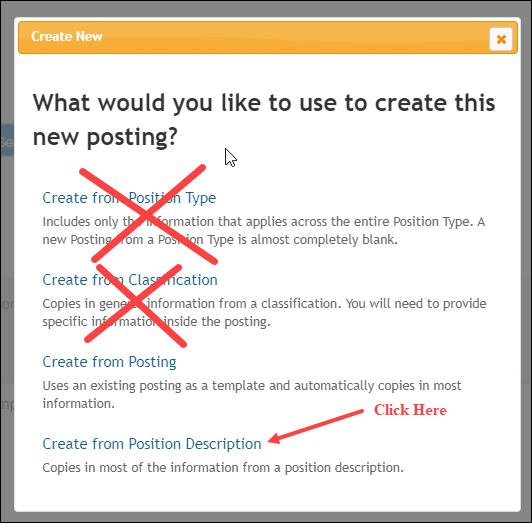 Create New
What would you like to use to create this
new posting?
Create from Position Type
Includes only the information that applies across the entire Position Type. A
new Posting from a Position Type is almost completely blank.
Create from Classification
Copies in general information from a classification. You will need to provide
specific information inside the posting.
Create from Posting
Uses an existing posting as a template and automatically copies in most
information.
Click Here
Create from Position Description
Copies in most of the information from a position description.